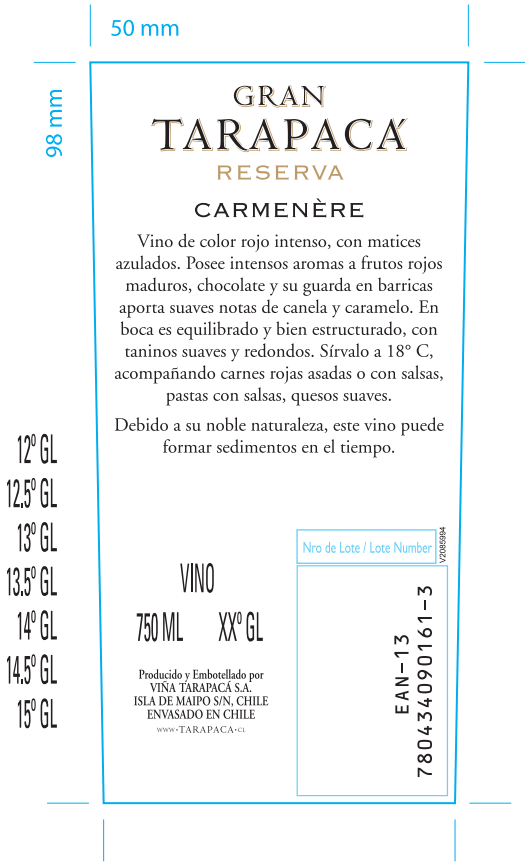 50 mm
98 mm
GRAN
TARAPACÁ
RESERVA
CARMENÈRE
Vino de color rojo intenso, con matices
azulados. Posee intensos aromas a frutos rojos
maduros, chocolate y su guarda en barricas
aporta suaves notas de canela y caramelo. En
boca es equilibrado y bien estructurado, con
taninos suaves y redondos. Sírvalo a 18° C,
acompañando carnes rojas asadas o con salsas,
pastas con salsas, quesos suaves.
Debido a su noble naturaleza, este vino puede
formar sedimentos en el tiempo.
12º GL
12.5º GL
13º GL
13.5º GL
14º GL
14.5º GL
15º GL
Nro de Lote / Lote Number
V2085994
VINO
750 ML XXº GL
Producido y Embotellado por
VIÑA TARAPACÁ S.A.
ISLA DE MAIPO S/N, CHILE
ENVASADO EN CHILE
WWW•TARAPACA•CL
EAN-13
7804340090161-3